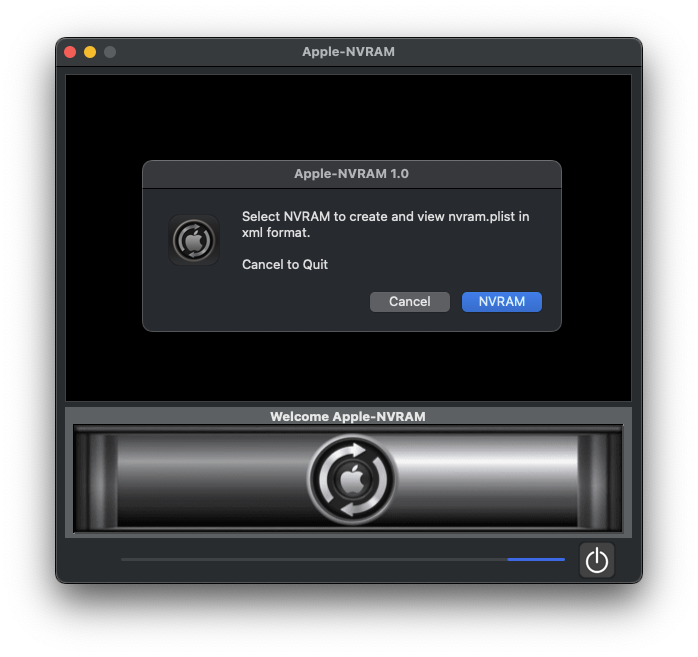 Apple-NVRAM
Apple-NVRAM 1.0
Select NVRAM to create and view nvram.plist in
xml format.
Cancel to Quit
Cancel
NVRAM
Welcome Apple-NVRAM